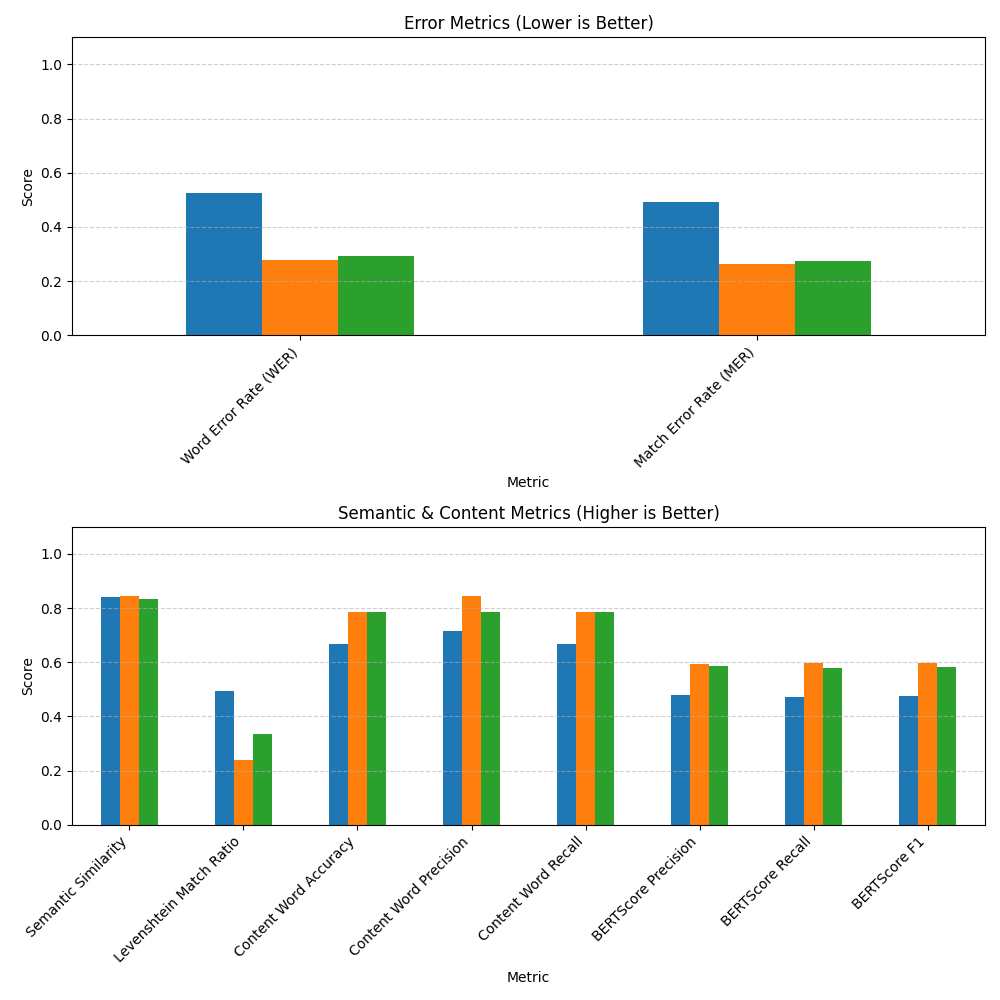 Error Metrics (Lower is Better)
1.0
0.8
0.6
0.4
0.2
0.0
Score
Word Error Rate (WER)
Match Error Rate (MER)
Metric
Semantic & Content Metrics (Higher is Better)
1.0
0.8
0.6
0.4
0.2
0.0
Score
Semantic Similarity
Levenshtein Match Ratio
Content Word Accuracy
Content Word Precision
Content Word Recall
BERTScore Precision
BERTScore Recall
BERTScore F1
Metric